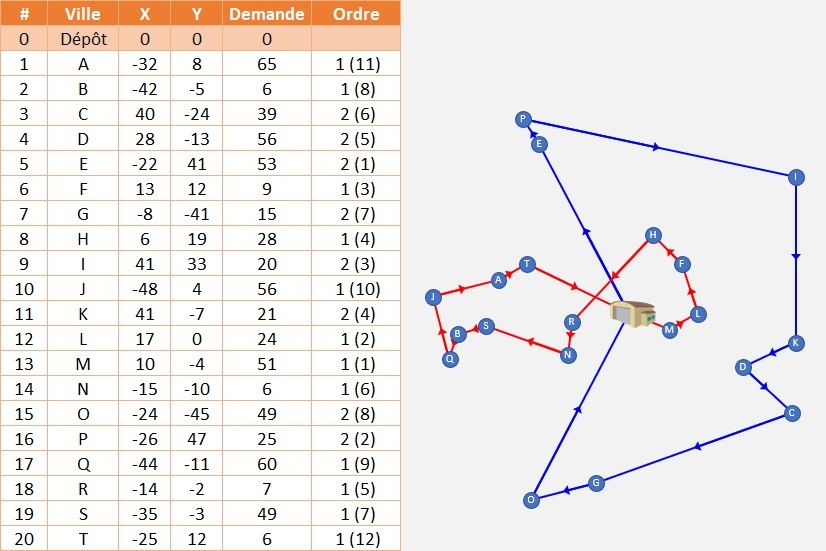 # Ville X Y Demande Ordre
0 Dépôt 0 0 0
1 A -32 8 65 1 (11)
2 B -42 -5 6 1 (8)
3 C 40 -24 39 2 (6)
4 D 28 -13 56 2 (5)
5 E -22 41 53 2 (1)
6 F 13 12 9 1 (3)
7 G -8 -41 15 2 (7)
8 H 6 19 28 1 (4)
9 I 41 33 20 2 (3)
10 J -48 4 56 1 (10)
11 K 41 -7 21 2 (4)
12 L 17 0 24 1 (2)
13 M 10 -4 51 1 (1)
14 N -15 -10 6 1 (6)
15 O -24 -45 49 2 (8)
16 P -26 47 25 2 (2)
17 Q -44 -11 60 1 (9)
18 R -14 -2 7 1 (5)
19 S -35 -3 49 1 (7)
20 T -25 12 6 1 (12)
P
E
I
H
T
F
A
J
L
R
S
M
B
K
N
Q
D
C
G
O